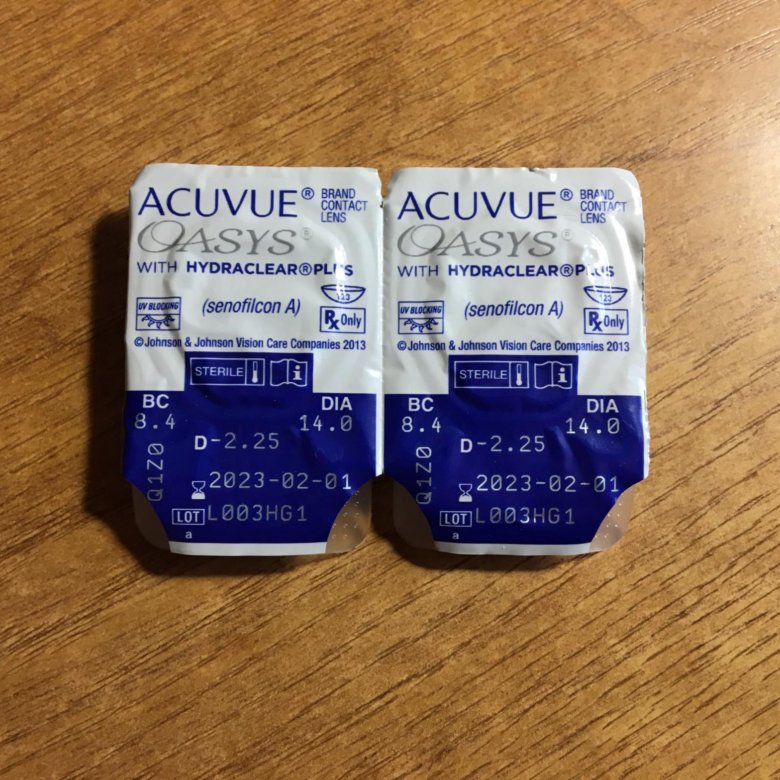 ACUVUE® BRAND CONTACT LENS
OASYS®
WITH HYDRACLEAR®PLUS
UV BLOCKING
(senofilcon A)
123
Rx Only
©Johnson & Johnson Vision Care Companies 2013
STERILE i
BC DIA
8.4 14.0
D-2.25
Q1Z0
2023-02-01
LOT L003HG1
a
ACUVUE® BRAND CONTACT LENS
OASYS®
WITH HYDRACLEAR®PLUS
UV BLOCKING
(senofilcon A)
123
Rx Only
©Johnson & Johnson Vision Care Companies 2013
STERILE i
BC DIA
8.4 14.0
D-2.25
Q1Z0
2023-02-01
LOT L003HG1
a